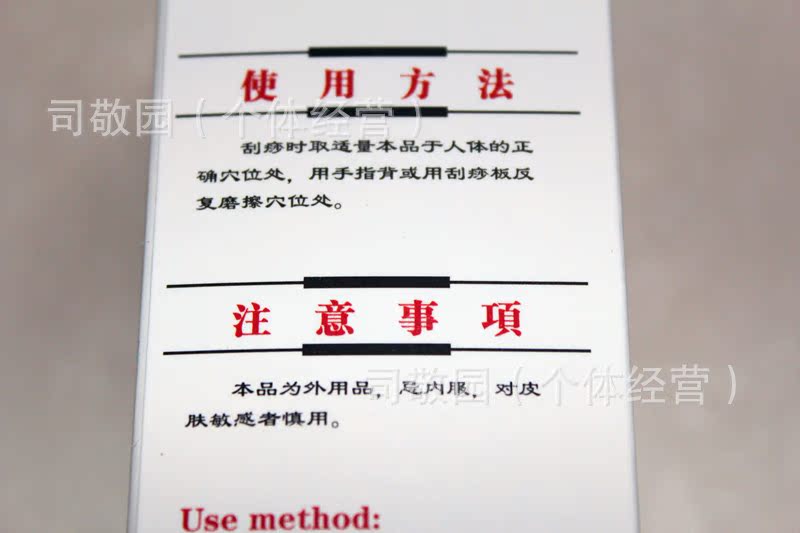 使用方法
司敬园（个体经营）
刮痧时取适量本品于人体的正
确穴位处，用手指背或用刮痧板反
复磨擦穴位处。
注意事項
本品为外用品，忌内服，对皮
司敬园（个体经营）
肤敏感者慎用。
Use method: